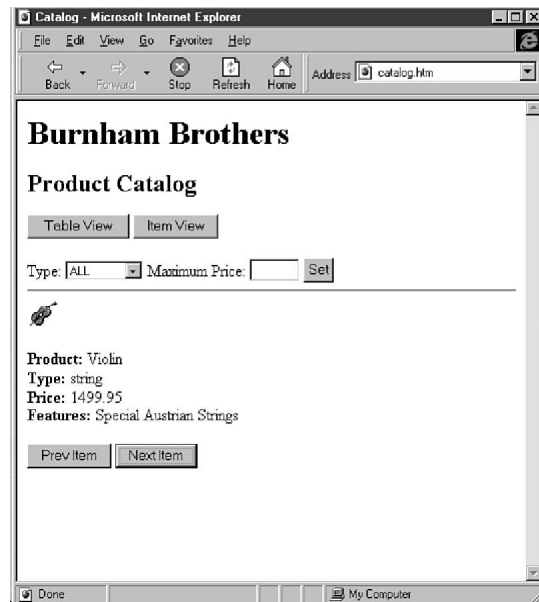 Catalog - Microsoft Internet Explorer
File Edit View Go Favorites Help
Back Forward Stop Refresh Home Address catalog.htm
Burnham Brothers
Product Catalog
Table View Item View
Type: ALL Maximum Price: Set
Product: Violin
Type: string
Price: 1499.95
Features: Special Austrian Strings
Prev Item Next Item
Done My Computer